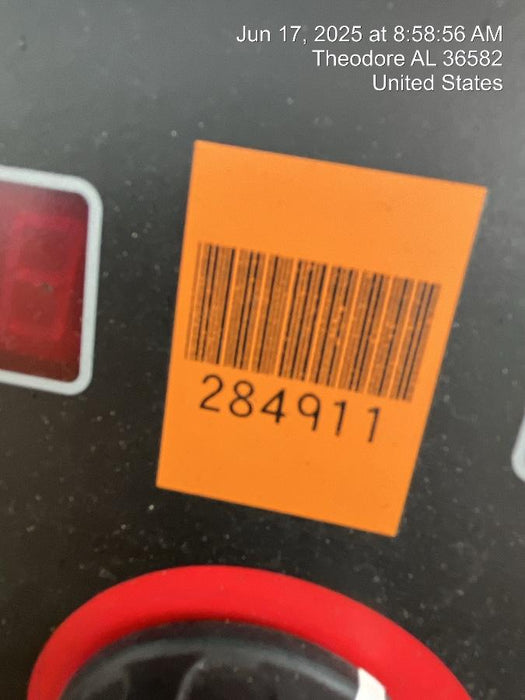 Jun 17, 2025 at 8:58:56 AM
Theodore AL 36582
United States
284911